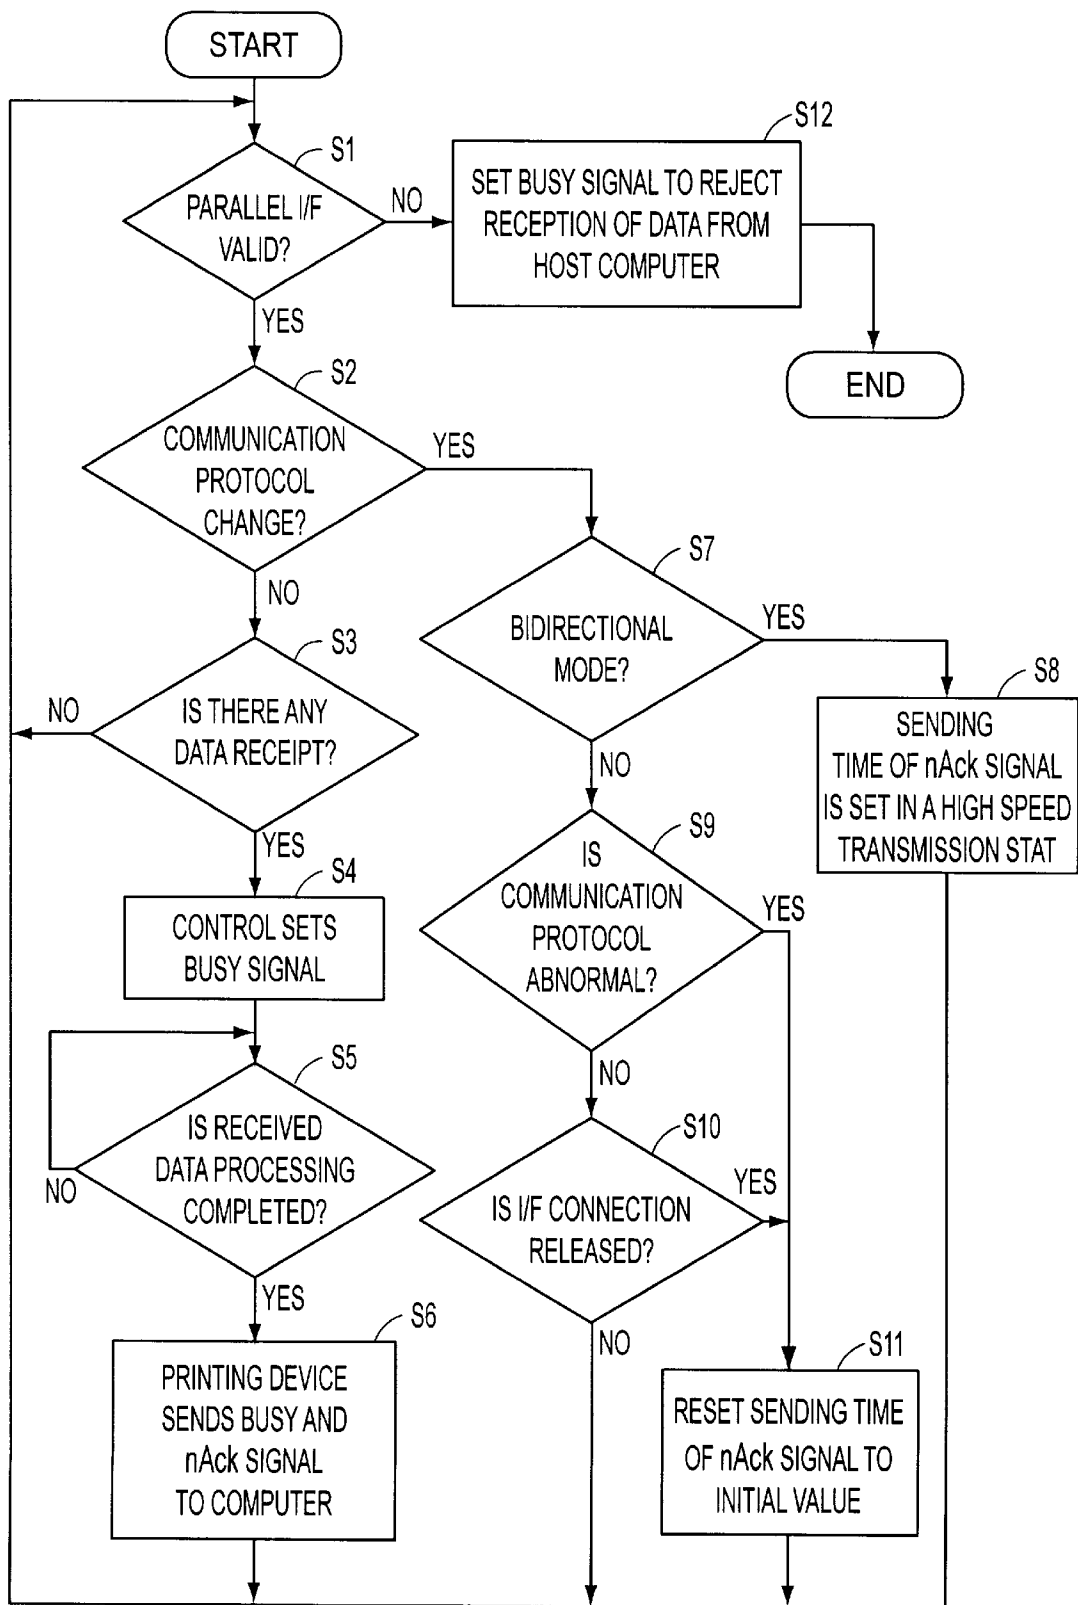 START
S1
PARALLEL I/F
VALID?
NO
YES
S12
SET BUSY SIGNAL TO REJECT
RECEPTION OF DATA FROM
HOST COMPUTER
END
S2
COMMUNICATION
PROTOCOL
CHANGE?
YES
NO
S3
IS THERE ANY
DATA RECEIPT?
NO
YES
S4
CONTROL SETS
BUSY SIGNAL
S5
IS RECEIVED
DATA PROCESSING
COMPLETED?
NO
YES
S6
PRINTING DEVICE
SENDS BUSY AND
nAck SIGNAL
TO COMPUTER
S7
BIDIRECTIONAL
MODE?
YES
NO
S8
SENDING
TIME OF nAck SIGNAL
IS SET IN A HIGH SPEED
TRANSMISSION STAT
S9
IS
COMMUNICATION
PROTOCOL
ABNORMAL?
YES
NO
S10
IS I/F CONNECTION
RELEASED?
YES
NO
S11
RESET SENDING TIME
OF nAck SIGNAL TO
INITIAL VALUE